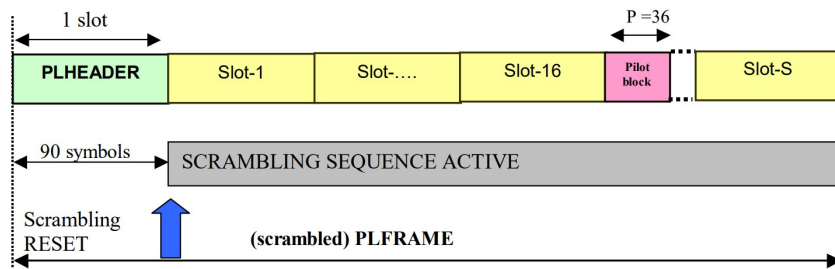 1 slot
P =36
PLHEADER
Slot-1
Slot-....
Slot-16
Pilot
block
Slot-S
90 symbols
SCRAMBLING SEQUENCE ACTIVE
Scrambling
RESET
(scrambled) PLFRAME